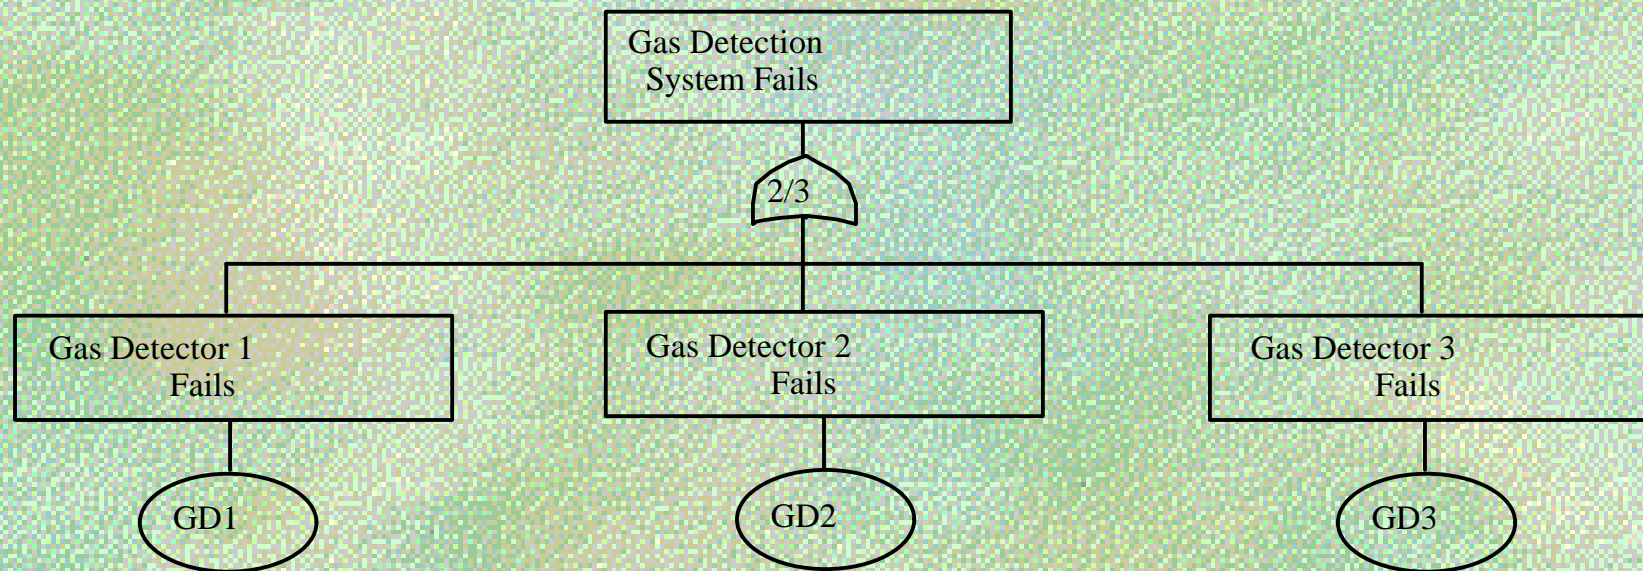 Gas Detection
System Fails
2/3
Gas Detector 1
Fails
Gas Detector 2
Fails
Gas Detector 3
Fails
GD1
GD2
GD3